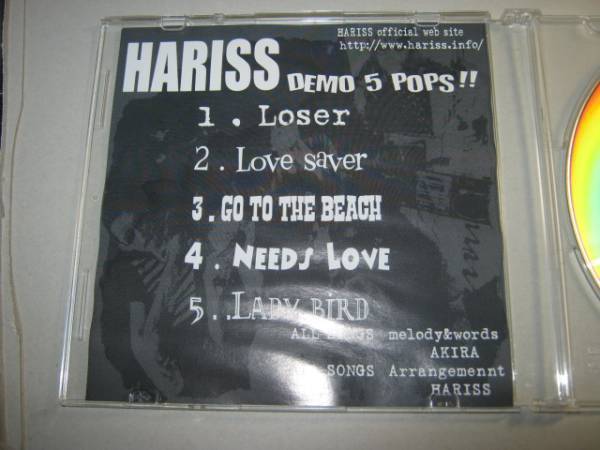 HARISS official web site
http://www.hariss.info/
HARISS DEMO 5 POPS!!
1. Loser
2. Love saver
3. GO TO THE BEACH
4. NEEDS LOVE
5.. LADY BIRD
ALL SONGS melody&words
AKIRA
SONGS Arrangemennt
HARISS